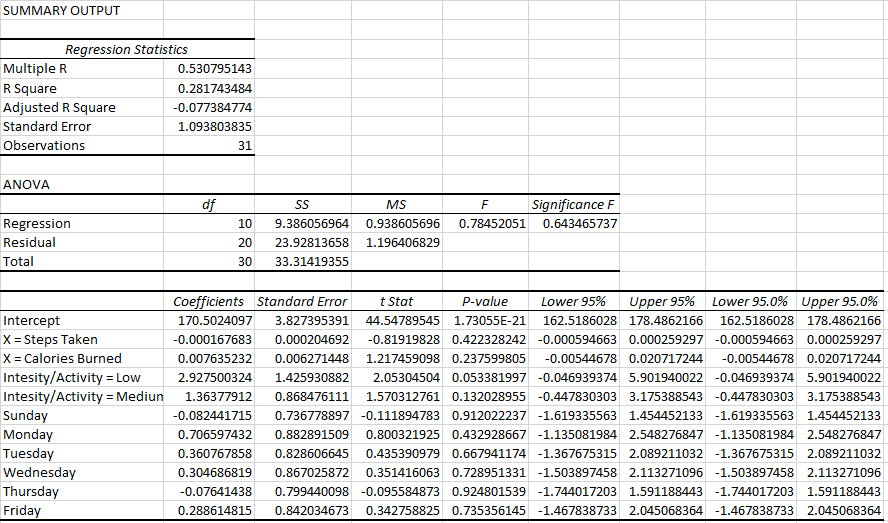 SUMMARY OUTPUT
Regression Statistics
Multiple R 0.530795143
R Square 0.281743484
Adjusted R Square -0.077384774
Standard Error 1.093803835
Observations 31
ANOVA
df SS MS F Significance F
Regression 10 9.386056964 0.938605696 0.78452051 0.643465737
Residual 20 23.92813658 1.196406829
Total 30 33.31419355
Coefficients Standard Error t Stat P-value Lower 95% Upper 95% Lower 95.0% Upper 95.0%
Intercept 170.5024097 3.827395391 44.54789545 1.73055E-21 162.5186028 178.4862166 162.5186028 178.4862166
X = Steps Taken -0.000167683 0.000204692 -0.81919828 0.422328242 -0.000594663 0.000259297 -0.000594663 0.000259297
X = Calories Burned 0.007635232 0.006271448 1.217459098 0.237599805 -0.00544678 0.020717244 -0.00544678 0.020717244
Intesity/Activity = Low 2.927500324 1.425930882 2.05304504 0.053381997 -0.046939374 5.901940022 -0.046939374 5.901940022
Intesity/Activity = Medium 1.36377912 0.868476111 1.570312761 0.132028955 -0.447830303 3.175388543 -0.447830303 3.175388543
Sunday -0.082441715 0.736778897 -0.111894783 0.912022237 -1.619335563 1.454452133 -1.619335563 1.454452133
Monday 0.706597432 0.882891509 0.800321925 0.432928667 -1.135081984 2.548276847 -1.135081984 2.548276847
Tuesday 0.360767858 0.828606645 0.435390979 0.667941174 -1.367675315 2.089211032 -1.367675315 2.089211032
Wednesday 0.304686819 0.867025872 0.351416063 0.728951331 -1.503897458 2.113271096 -1.503897458 2.113271096
Thursday -0.07641438 0.799440098 -0.095584873 0.924801539 -1.744017203 1.591188443 -1.744017203 1.591188443
Friday 0.288614815 0.842034673 0.342758825 0.735356145 -1.467838733 2.045068364 -1.467838733 2.045068364